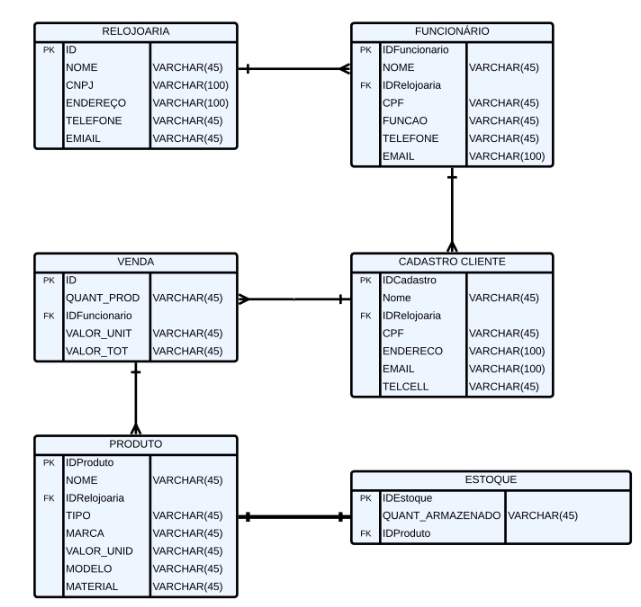 RELOJOARIA
PK ID
NOME VARCHAR(45)
CNPJ VARCHAR(100)
ENDEREÇO VARCHAR(100)
TELEFONE VARCHAR(45)
EMIAIL VARCHAR(45)
FUNCIONÁRIO
PK IDFuncionario
NOME VARCHAR(45)
FK IDRelojoaria
CPF VARCHAR(45)
FUNCAO VARCHAR(45)
TELEFONE VARCHAR(45)
EMAIL VARCHAR(100)
VENDA
PK ID
QUANT_PROD VARCHAR(45)
FK IDFuncionario
VALOR_UNIT VARCHAR(45)
VALOR_TOT VARCHAR(45)
CADASTRO CLIENTE
PK IDCadastro
Nome VARCHAR(45)
FK IDRelojoaria
CPF VARCHAR(45)
ENDERECO VARCHAR(100)
EMAIL VARCHAR(100)
TELCELL VARCHAR(45)
PRODUTO
PK IDProduto
NOME VARCHAR(45)
FK IDRelojoaria
TIPO VARCHAR(45)
MARCA VARCHAR(45)
VALOR_UNID VARCHAR(45)
MODELO VARCHAR(45)
MATERIAL VARCHAR(45)
ESTOQUE
PK IDEstoque
QUANT_ARMAZENADO VARCHAR(45)
FK IDProduto